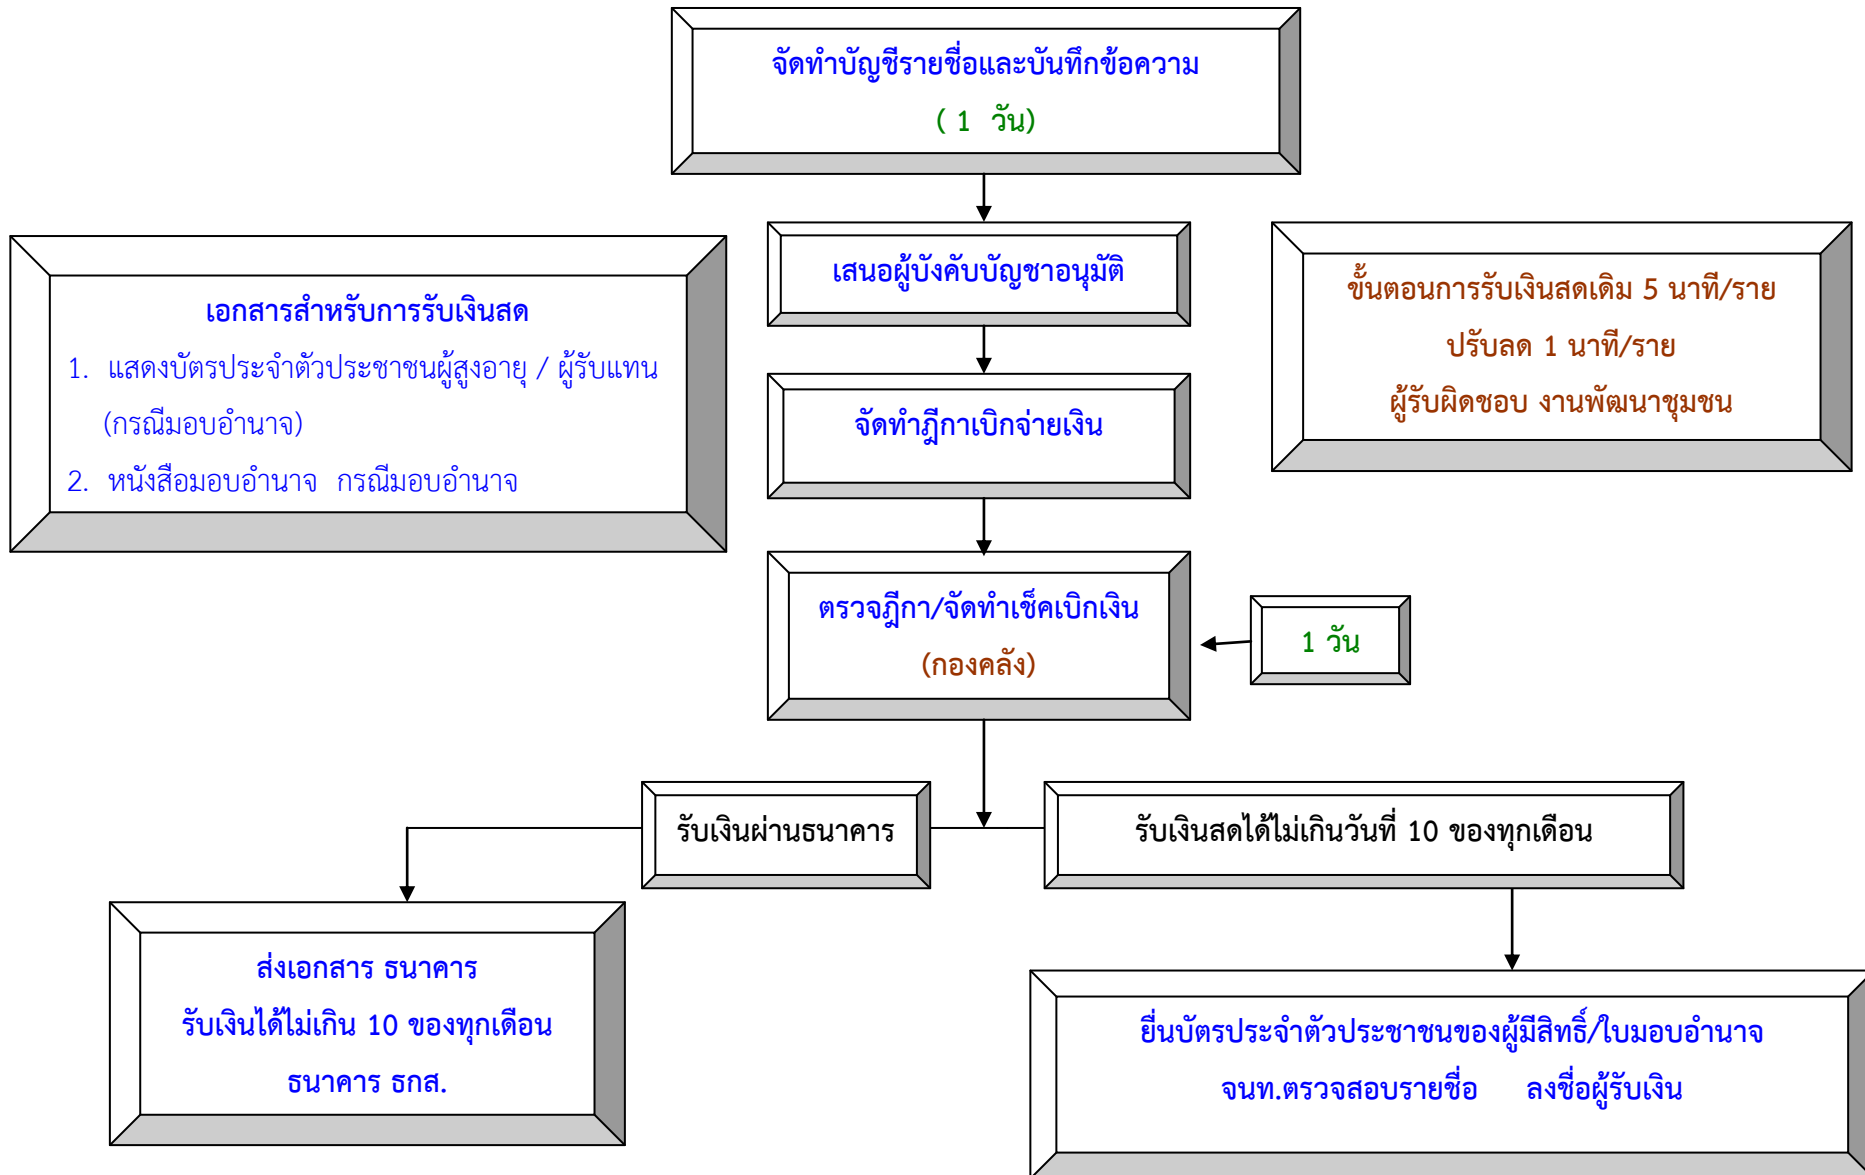 จัดทำบัญชีรายชื่อและบันทึกข้อความ
( 1 วัน)
เสนอผู้บังคับบัญชาอนุมัติ
เอกสารสำหรับการรับเงินสด
1. แสดงบัตรประจำตัวประชาชนผู้สูงอายุ / ผู้รับแทน
(กรณีมอบอำนาจ)
2. หนังสือมอบอำนาจ กรณีมอบอำนาจ
ขั้นตอนการรับเงินสดเดิม 5 นาที/ราย
ปรับลด 1 นาที/ราย
ผู้รับผิดชอบ งานพัฒนาชุมชน
จัดทำฎีกาเบิกจ่ายเงิน
ตรวจฎีกา/จัดทำเช็คเบิกเงิน
(กองคลัง)
1 วัน
รับเงินผ่านธนาคาร
รับเงินสดได้ไม่เกินวันที่ 10 ของทุกเดือน
ส่งเอกสาร ธนาคาร
รับเงินได้ไม่เกิน 10 ของทุกเดือน
ธนาคาร ธกส.
ยื่นบัตรประจำตัวประชาชนของผู้มีสิทธิ์/ใบมอบอำนาจ
จนท.ตรวจสอบรายชื่อ ลงชื่อผู้รับเงิน